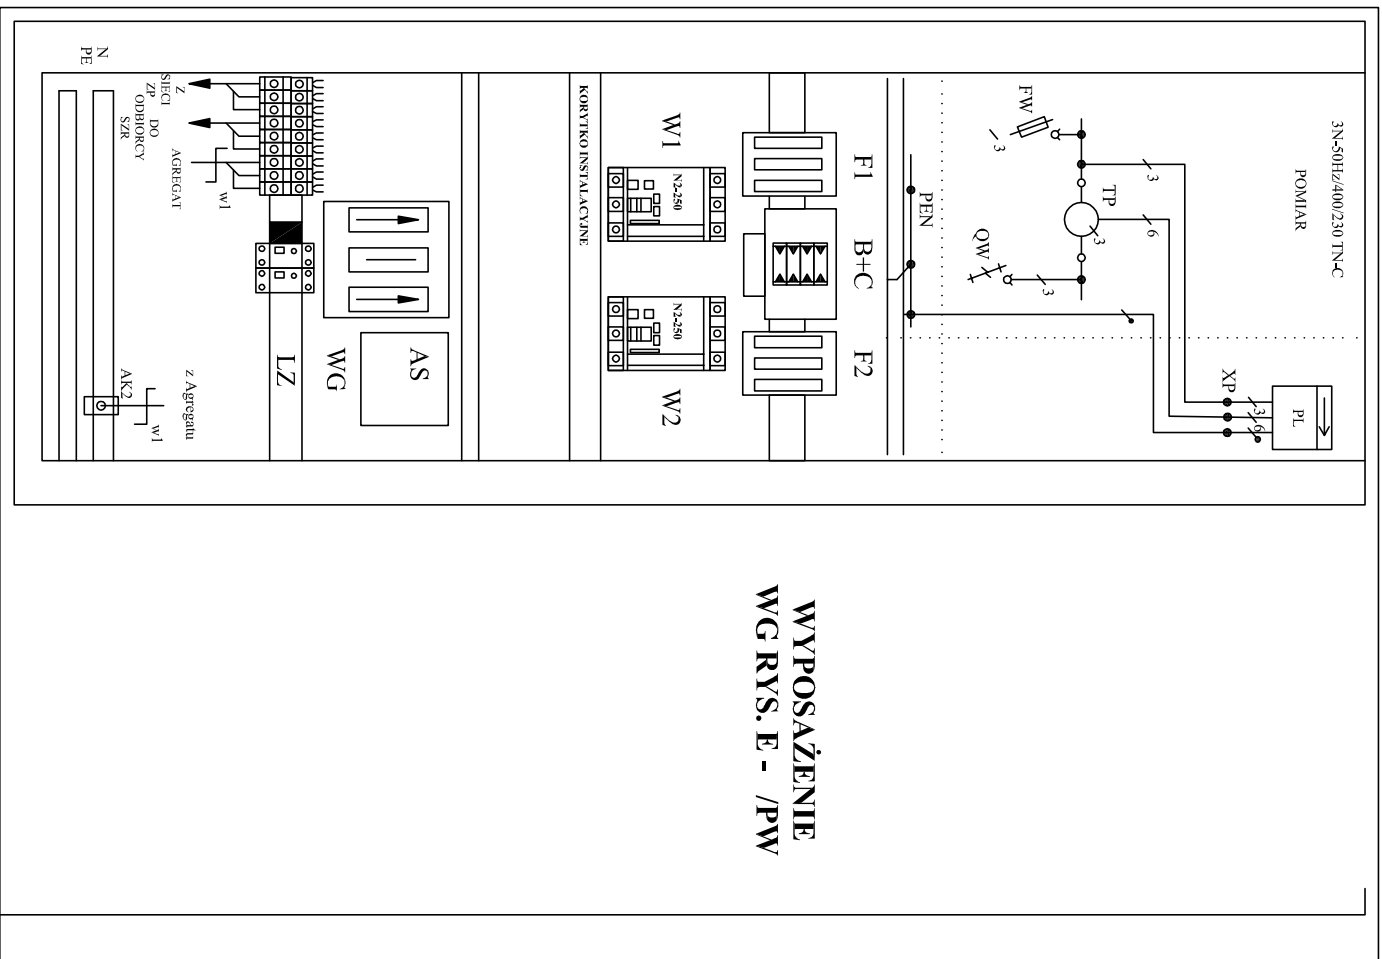 3N-50Hz/400/230 TN-C
POMIAR
PL
3
6
XP
3
6
TP
3
FW
3
QW
3
PEN
F1
B+C
F2
W1
W2
N2-250
N2-250
KORYTKO INSTALACYJNE
AS
WG
LZ
w1
AGREGAT
DO
ODBIORCY
SZR
Z
SIECI
ZP
z Agregatu
w1
AK2
N
PE
WYPOSAŻENIE
WG RYS. E - /PW